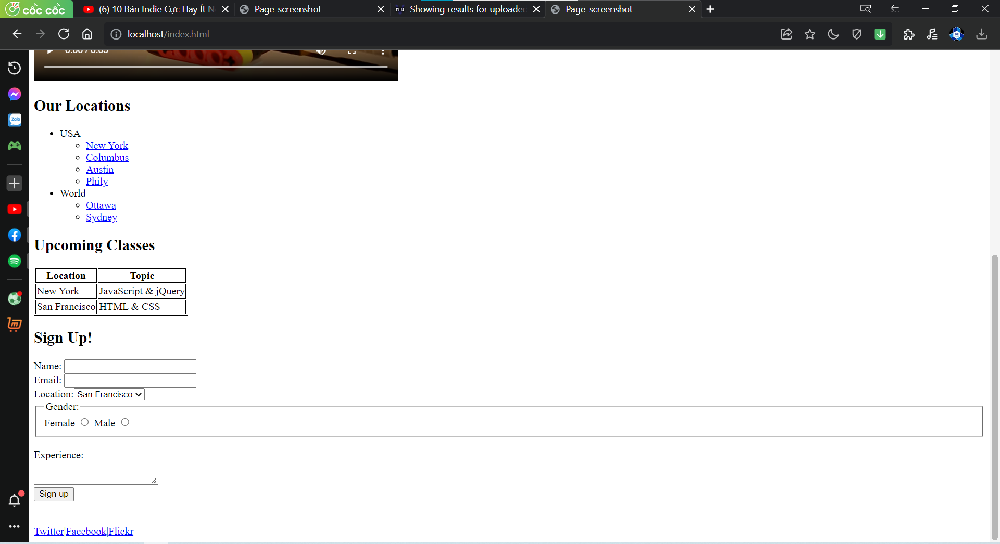 cốc cốc
(6) 10 Bản Indie Cực Hay Ít N
Page_screenshot
nu Showing results for uploaded
Page_screenshot
localhost/index.html
0:00 / 0:05
Zalo
BK
Our Locations
USA
New York
Columbus
Austin
Phily
World
Ottawa
Sydney
Upcoming Classes
Location Topic
New York JavaScript & jQuery
San Francisco HTML & CSS
Sign Up!
Name:
Email:
Location: San Francisco
Gender:
Female Male
Experience:
Sign up
Twitter|Facebook|Flickr